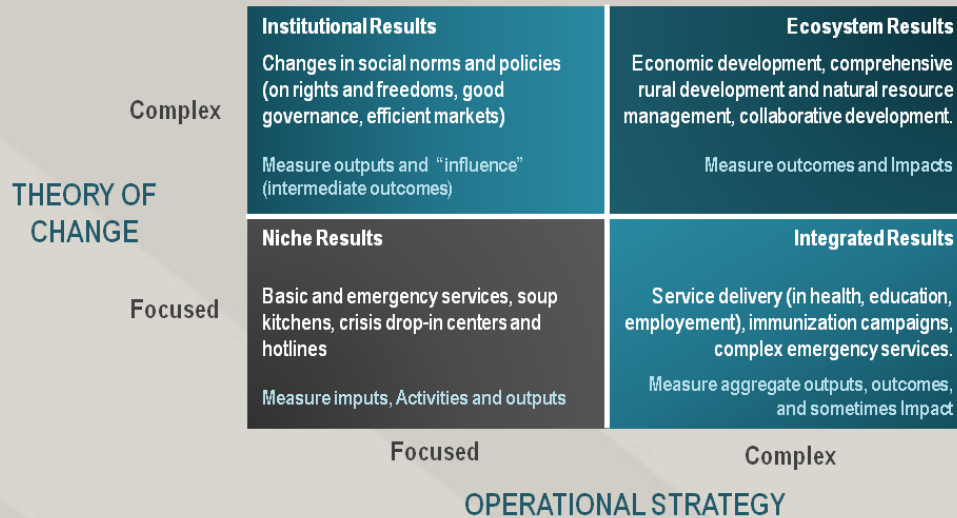 Institutional Results
Changes in social norms and policies
(on rights and freedoms, good
governance, efficient markets)
Measure outputs and “influence”
(intermediate outcomes)
Ecosystem Results
Economic development, comprehensive
rural development and natural resource
management, collaborative development.
Measure outcomes and Impacts
Complex
THEORY OF
CHANGE
Niche Results
Basic and emergency services, soup
kitchens, crisis drop-in centers and
hotlines
Measure inputs, Activities and outputs
Integrated Results
Service delivery (in health, education,
employement), immunization campaigns,
complex emergency services.
Measure aggregate outputs, outcomes,
and sometimes Impact
Focused
Focused
Complex
OPERATIONAL STRATEGY